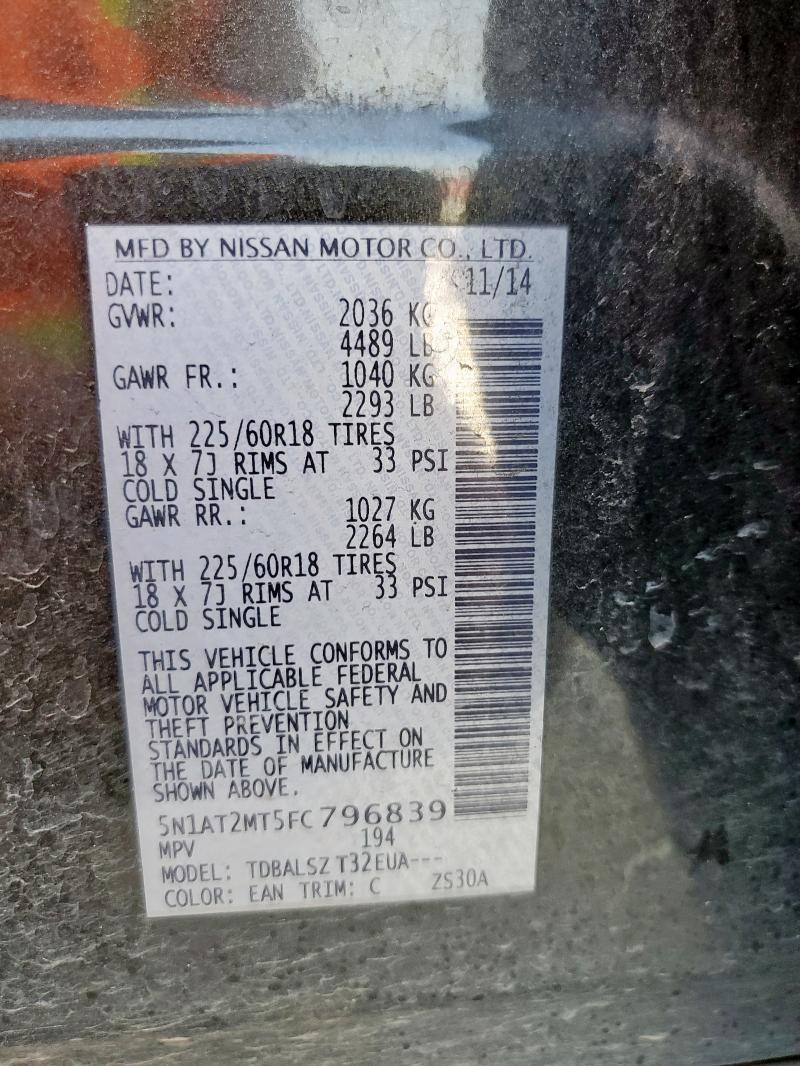 MFD BY NISSAN MOTOR CO., LTD.
DATE: 11/14
GVWR: 2036 KG
4489 LB
GAWR FR.: 1040 KG
2293 LB
WITH 225/60R18 TIRES
18 X 7J RIMS AT 33 PSI
COLD SINGLE
GAWR RR.: 1027 KG
2264 LB
WITH 225/60R18 TIRES
18 X 7J RIMS AT 33 PSI
COLD SINGLE
THIS VEHICLE CONFORMS TO
ALL APPLICABLE FEDERAL
MOTOR VEHICLE SAFETY AND
THEFT PREVENTION
STANDARDS IN EFFECT ON
THE DATE OF MANUFACTURE
SHOWN ABOVE.
5N1AT2MT5FC796839
MPV 194
MODEL: TDBALSZ T32EUA---
COLOR: EAN TRIM: C ZS30A